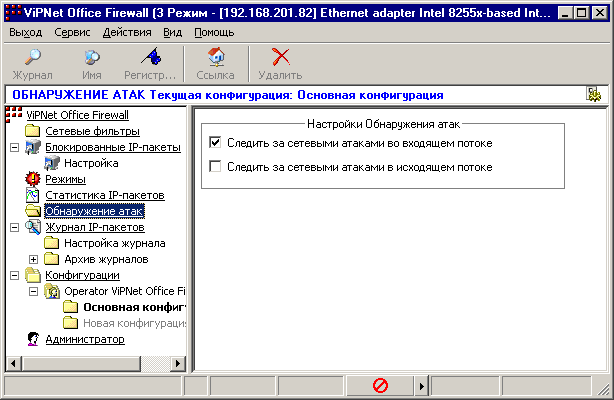 ViPNet Office Firewall [3 Режим - [192.168.201.82] Ethernet adapter Intel 8255x-based Int...
Выход Сервис Действия Вид Помощь
Журнал Имя Регистр... Ссылка Удалить
ОБНАРУЖЕНИЕ АТАК Текущая конфигурация: Основная конфигурация
ViPNet Office Firewall
Сетевые фильтры
Блокированные IP-пакеты
Настройка
Режимы
Статистика IP-пакетов
Обнаружение атак
Журнал IP-пакетов
Настройка журнала
Архив журналов
Конфигурации
Operator ViPNet Office Fi
Основная конфиг
Новая конфигураци
Администратор
Настройки Обнаружения атак
Следить за сетевыми атаками во входящем потоке
Следить за сетевыми атаками в исходящем потоке